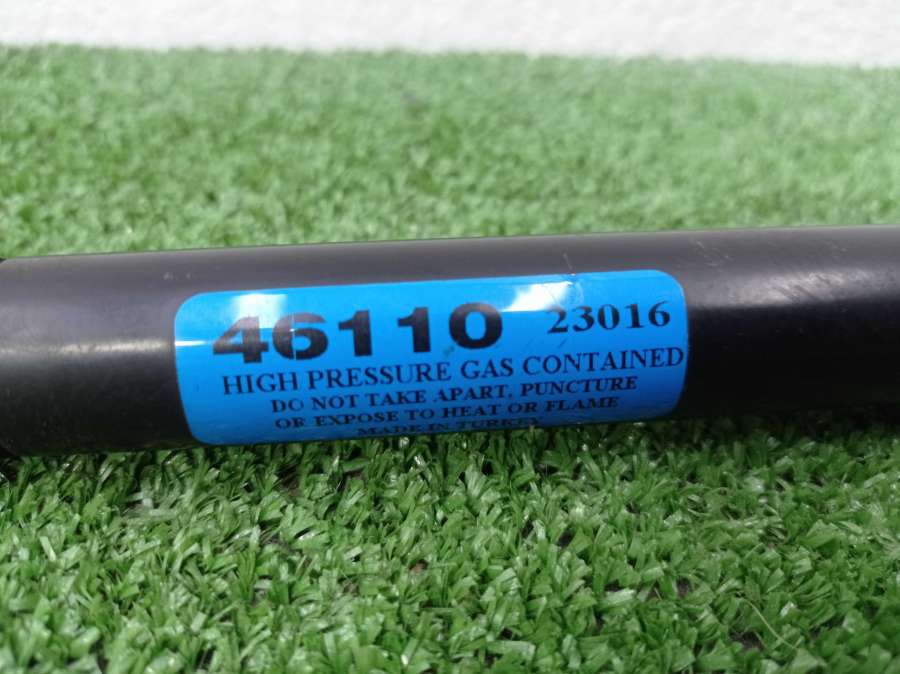 46110 23016
HIGH PRESSURE GAS CONTAINED
DO NOT TAKE APART, PUNCTURE
OR EXPOSE TO HEAT OR FLAME
MADE IN TURKEY